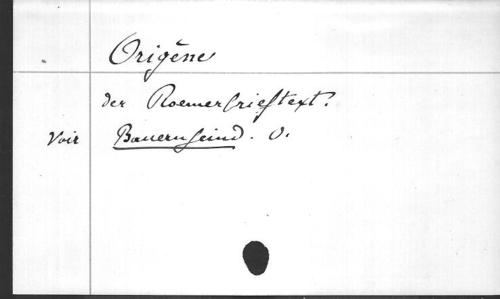 Origène
der Roemerbrieftext.
Voir Bauernfeind. O.